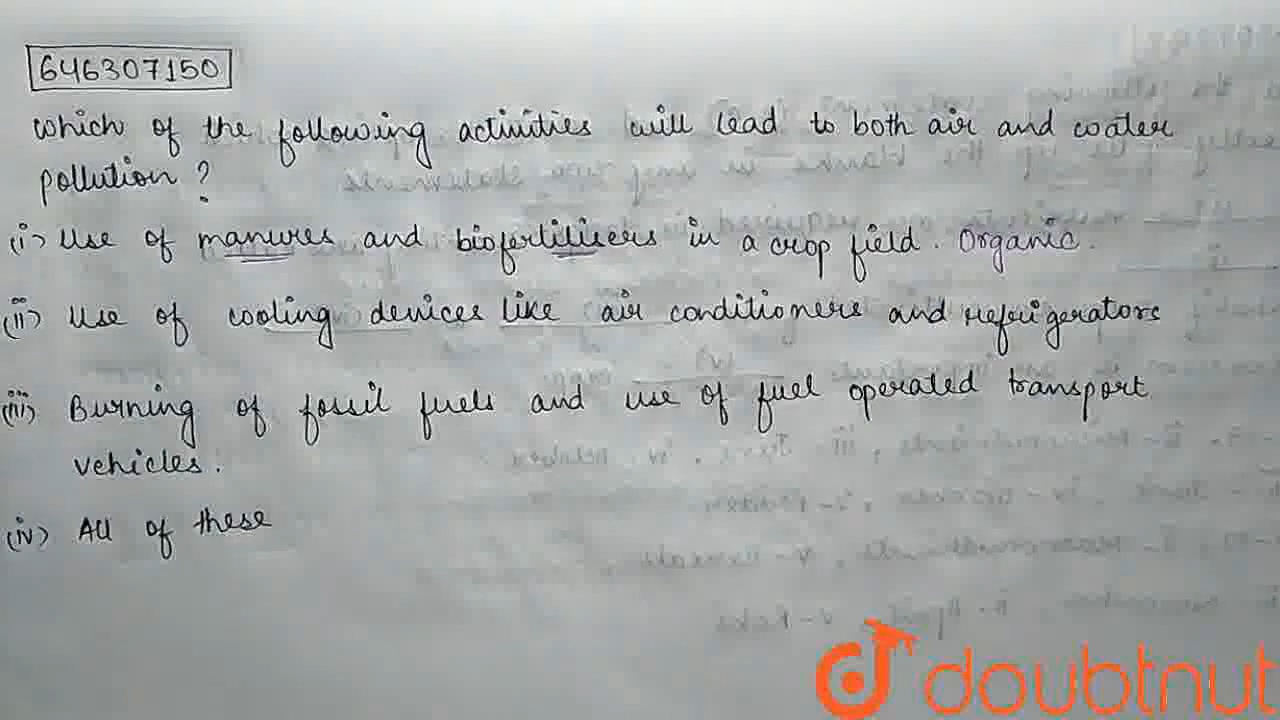 646307150
Which of the following activities will lead to both air and water
pollution ?
(i) Use of manures and biofertilisers in a crop field. Organic.
(ii) Use of cooling devices like air conditioners and refrigerators
(iii) Burning of fossil fuels and use of fuel operated transport
vehicles.
(iv) All of these
doubtnut